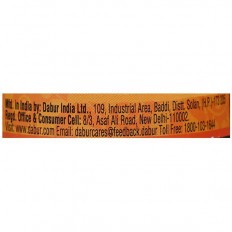 Mfd. in India by: Dabur India Ltd., 109, Industrial Area, Baddi, Distt. Solan, H.P.
Regd. Office & Consumer Cell: 8/3, Asaf Ali Road, New Delhi-110002
www.dabur.com Email: daburcares@feedback.dabur Toll Free: 1800-103-1644